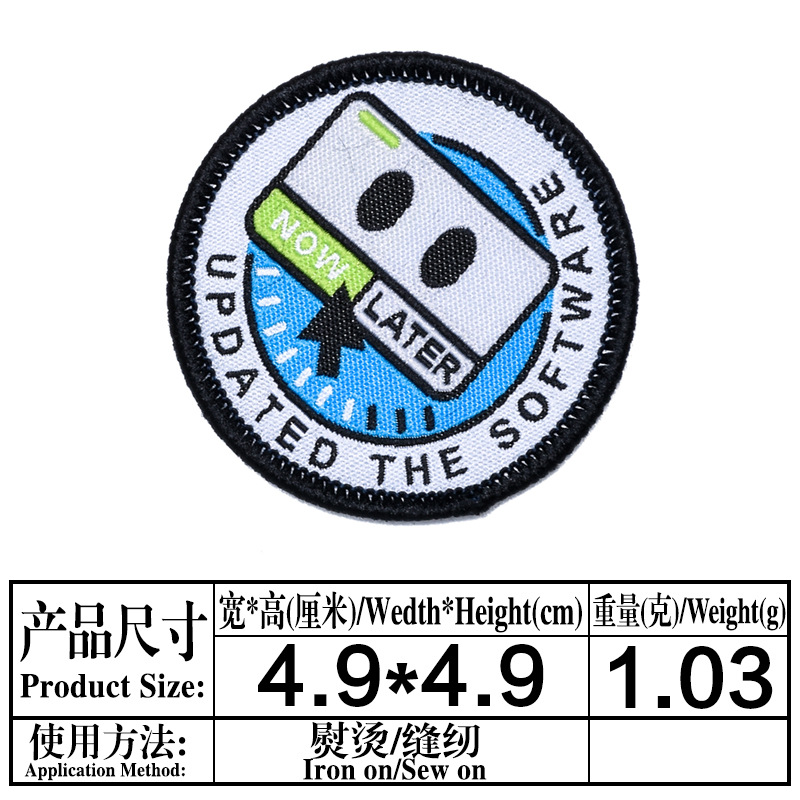 NOW
LATER
UPDATED THE SOFTWARE
产品尺寸
Product Size:
宽*高(厘米)/Wedth*Height(cm)
重量(克)/Weight(g)
4.9*4.9
1.03
使用方法:
Application Method:
熨烫/缝纫
Iron on/Sew on